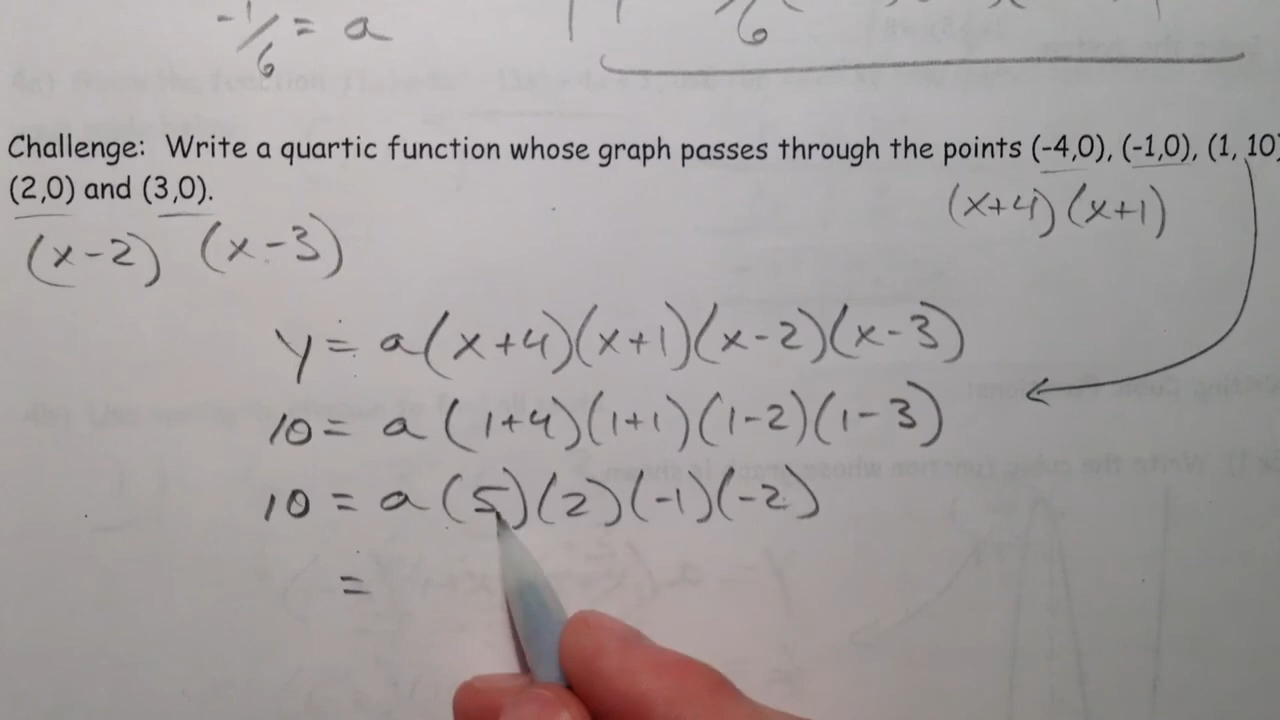 -1/6 = a
6
Challenge: Write a quartic function whose graph passes through the points (-4,0), (-1,0), (1, 10)
(2,0) and (3,0).
(x+4) (x+1)
(x-2) (x-3)
y = a(x+4)(x+1)(x-2)(x-3)
10 = a (1+4)(1+1)(1-2)(1-3)
10 = a (5)(2)(-1)(-2)
=